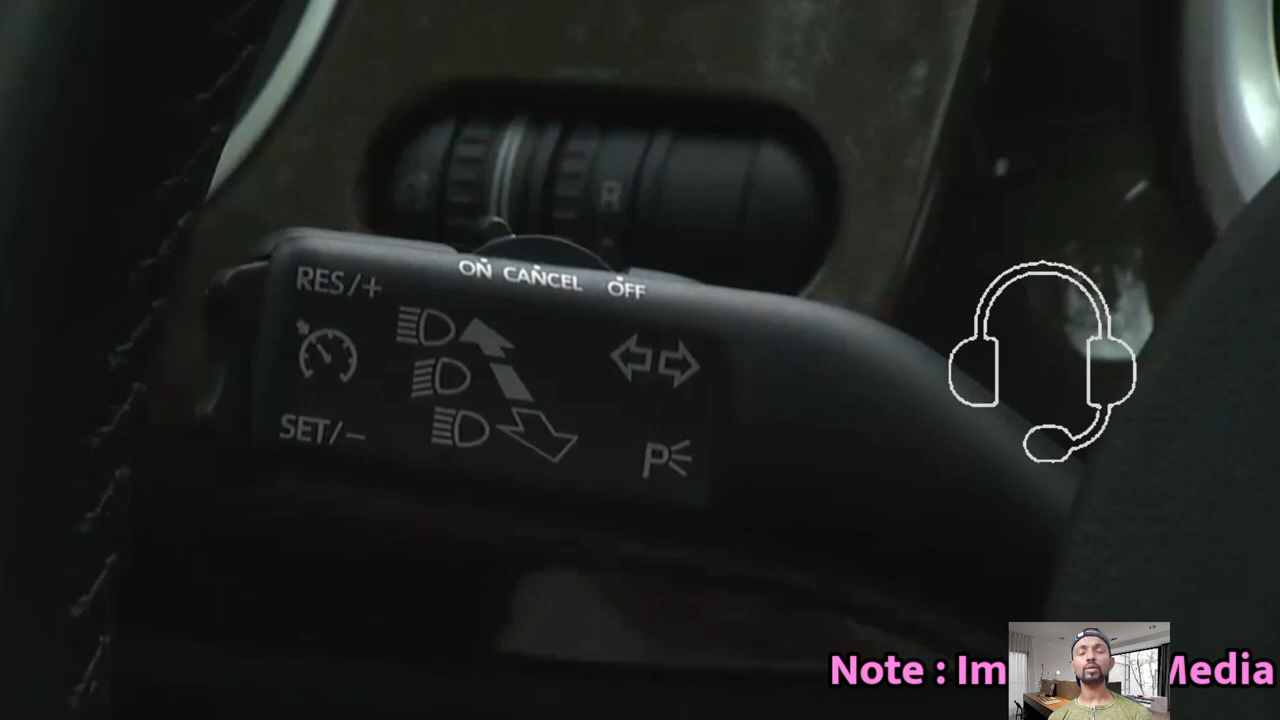 R
ON CANCEL OFF
RES/+
SET/−
P
Note : Im
Media